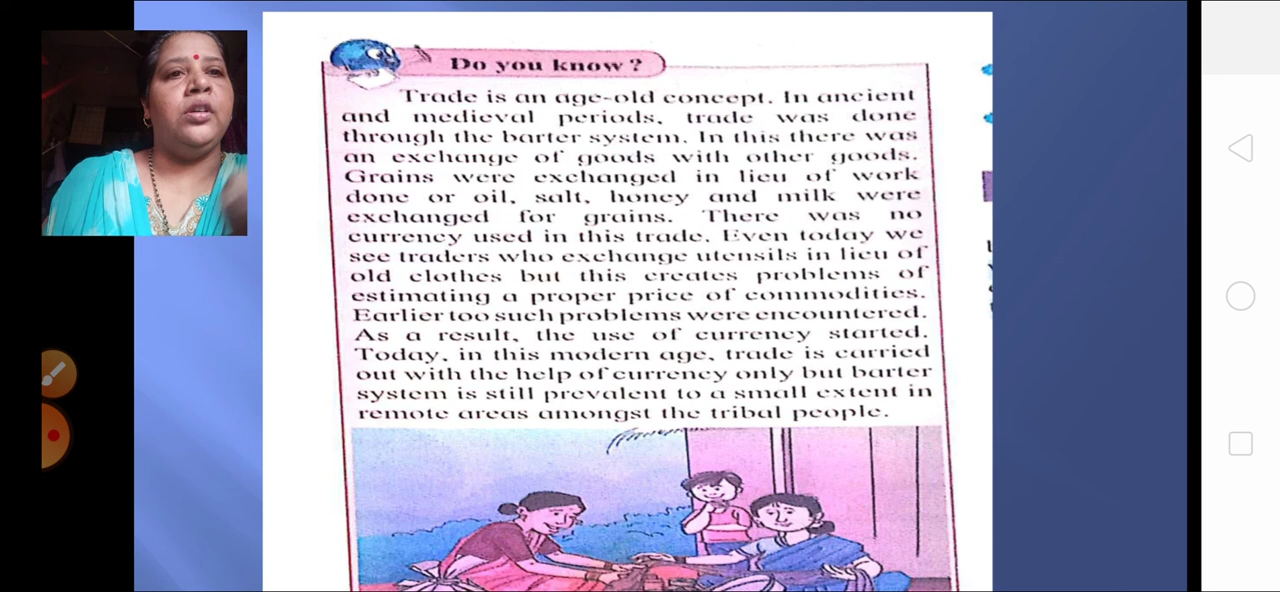 Do you know ?
Trade is an age-old concept. In ancient
and medieval periods, trade was done
through the barter system. In this there was
an exchange of goods with other goods.
Grains were exchanged in lieu of work
done or oil, salt, honey and milk were
exchanged for grains. There was no
currency used in this trade. Even today we
see traders who exchange utensils in lieu of
old clothes but this creates problems of
estimating a proper price of commodities.
Earlier too such problems were encountered.
As a result, the use of currency started.
Today, in this modern age, trade is carried
out with the help of currency only but barter
system is still prevalent to a small extent in
remote areas amongst the tribal people.